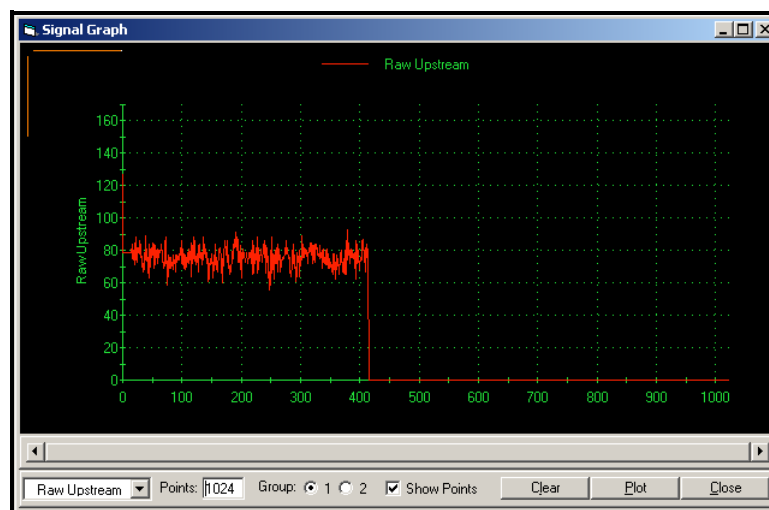 Signal Graph
Raw Upstream
160
140
120
100
80
60
40
20
0
Raw Upstream
0 100 200 300 400 500 600 700 800 900 1000
Raw Upstream Points: 1024 Group: 1 2 Show Points Clear Plot Close